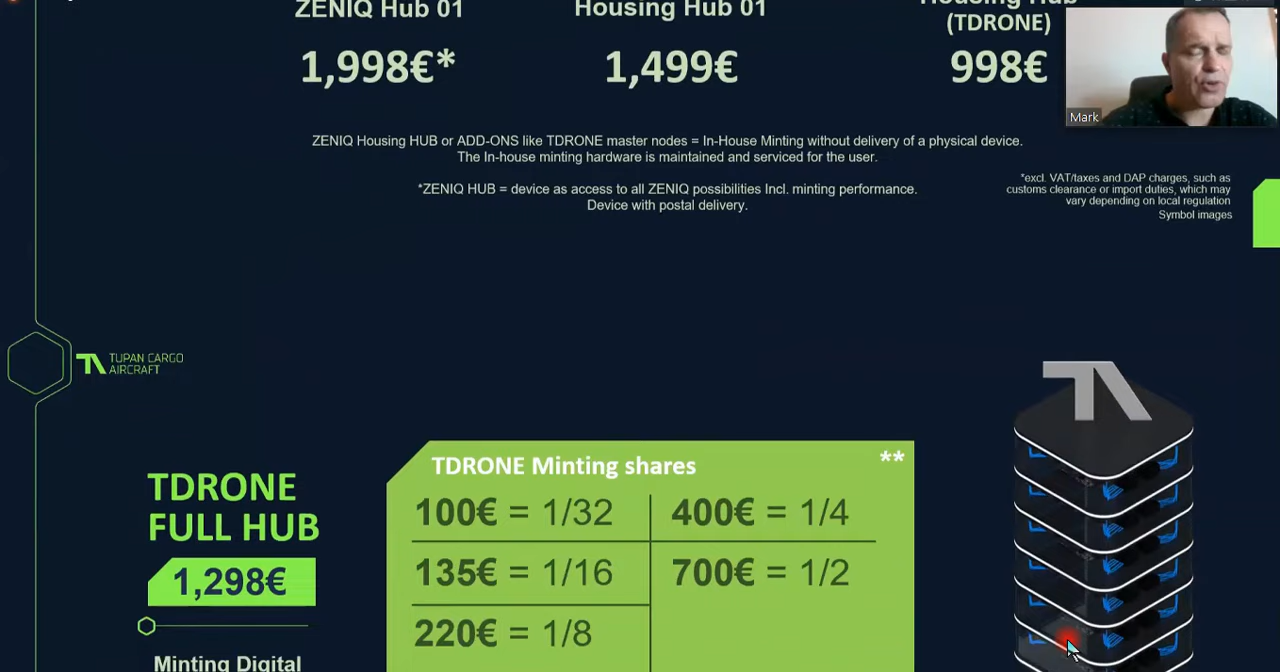 ZENIQ Hub 01
Housing Hub 01
Housing Hub
(TDRONE)
1,998€*
1,499€
998€
Mark
ZENIQ Housing HUB or ADD-ONS like TDRONE master nodes = In-House Minting without delivery of a physical device.
The In-house minting hardware is maintained and serviced for the user.
*ZENIQ HUB = device as access to all ZENIQ possibilities Incl. minting performance.
Device with postal delivery.
*excl. VAT/taxes and DAP charges, such as
customs clearance or import duties, which may
vary depending on local regulation
Symbol images
TUPAN CARGO
AIRCRAFT
TDRONE
FULL HUB
1,298€
Minting Digital
TDRONE Minting shares
**
100€ = 1/32
400€ = 1/4
135€ = 1/16
700€ = 1/2
220€ = 1/8